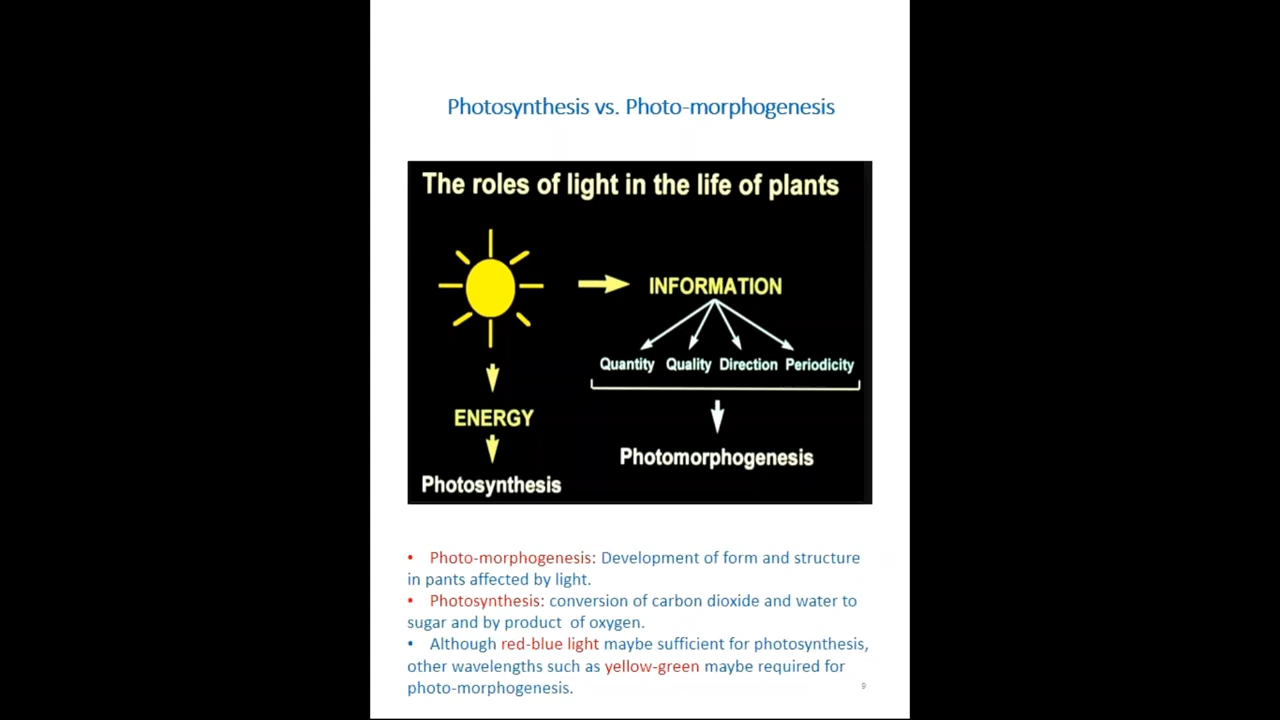 Photosynthesis vs. Photo-morphogenesis
The roles of light in the life of plants
INFORMATION
Quantity Quality Direction Periodicity
ENERGY
Photomorphogenesis
Photosynthesis
• Photo-morphogenesis: Development of form and structure
in pants affected by light.
• Photosynthesis: conversion of carbon dioxide and water to
sugar and by product of oxygen.
• Although red-blue light maybe sufficient for photosynthesis,
other wavelengths such as yellow-green maybe required for
photo-morphogenesis.
9